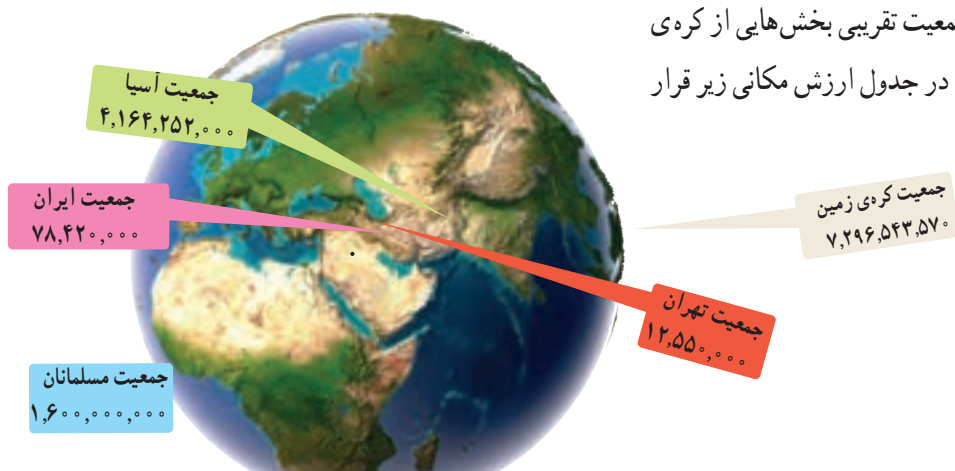 معیت تقریبی بخش‌هایی از کره‌ی
در جدول ارزش مکانی زیر قرار
جمعیت آسیا
۴,۱۶۴,۲۵۲,۰۰۰
جمعیت کره‌ی زمین
۷,۲۹۶,۵۴۳,۵۷۰
جمعیت ایران
۷۸,۴۲۰,۰۰۰
جمعیت تهران
۱۲,۵۵۰,۰۰۰
جمعیت مسلمانان
۱,۶۰۰,۰۰۰,۰۰۰